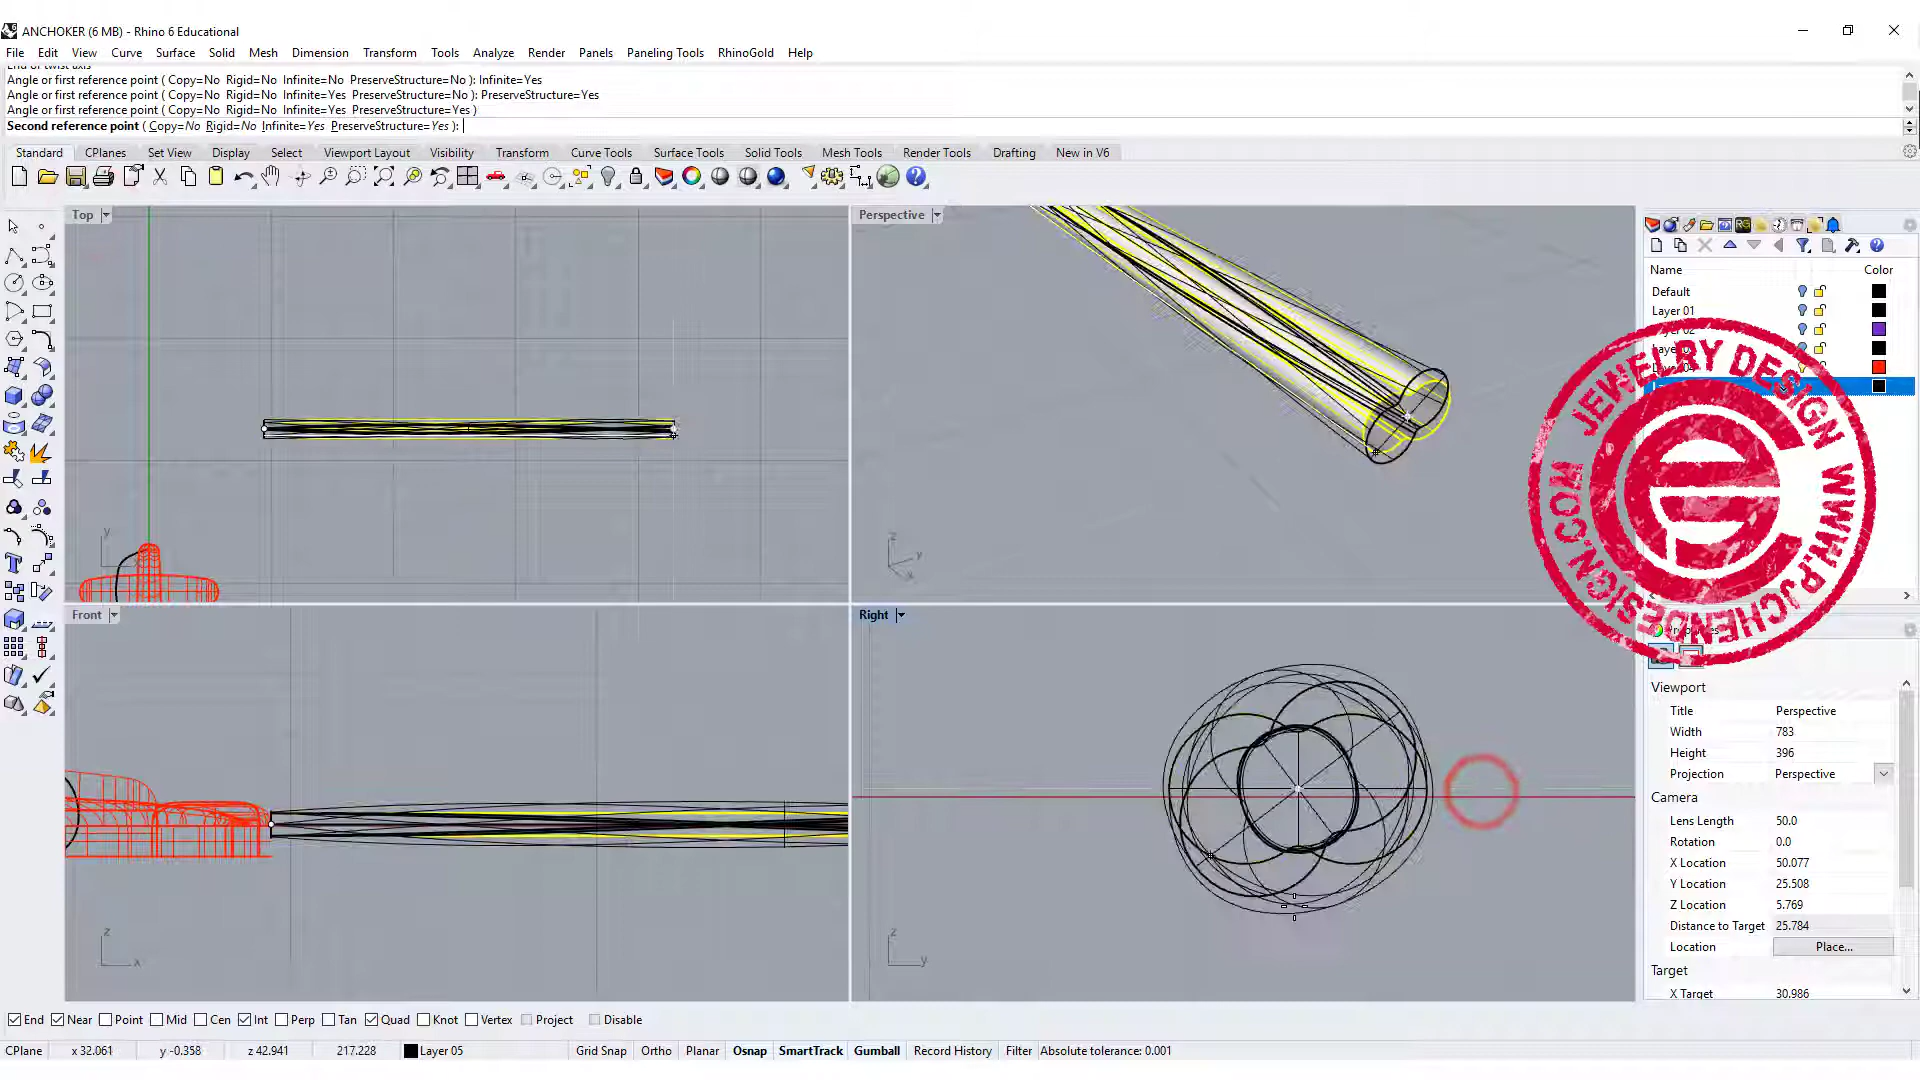 ANCHOKER (6 MB) - Rhino 6 Educational
File Edit View Curve Surface Solid Mesh Dimension Transform Tools Analyze Render Panels Paneling Tools RhinoGold Help
End of twist axis
Angle or first reference point ( Copy=No Rigid=No Infinite=No PreserveStructure=No ): Infinite=Yes
Angle or first reference point ( Copy=No Rigid=No Infinite=Yes PreserveStructure=No ): PreserveStructure=Yes
Angle or first reference point ( Copy=No Rigid=No Infinite=Yes PreserveStructure=Yes )
Second reference point ( Copy=No Rigid=No Infinite=Yes PreserveStructure=Yes ):
Standard CPlanes Set View Display Select Viewport Layout Visibility Transform Curve Tools Surface Tools Solid Tools Mesh Tools Render Tools Drafting New in V6
Top
Perspective
Name Color
Default
Layer 01
JEWELRY DESIGN
WWW.PJCHENDESIGN.COM
y
x
z
y
x
Front
Right
Viewport
Title Perspective
Width 783
Height 396
Projection Perspective
Camera
Lens Length 50.0
Rotation 0.0
X Location 50.077
Y Location 25.508
Z Location 5.769
Distance to Target 25.784
Location Place...
Target
X Target 30.986
z
x
z
y
End Near Point Mid Cen Int Perp Tan Quad Knot Vertex Project Disable
CPlane x 32.061 y -0.358 z 42.941 217.228 Layer 05 Grid Snap Ortho Planar Osnap SmartTrack Gumball Record History Filter Absolute tolerance: 0.001